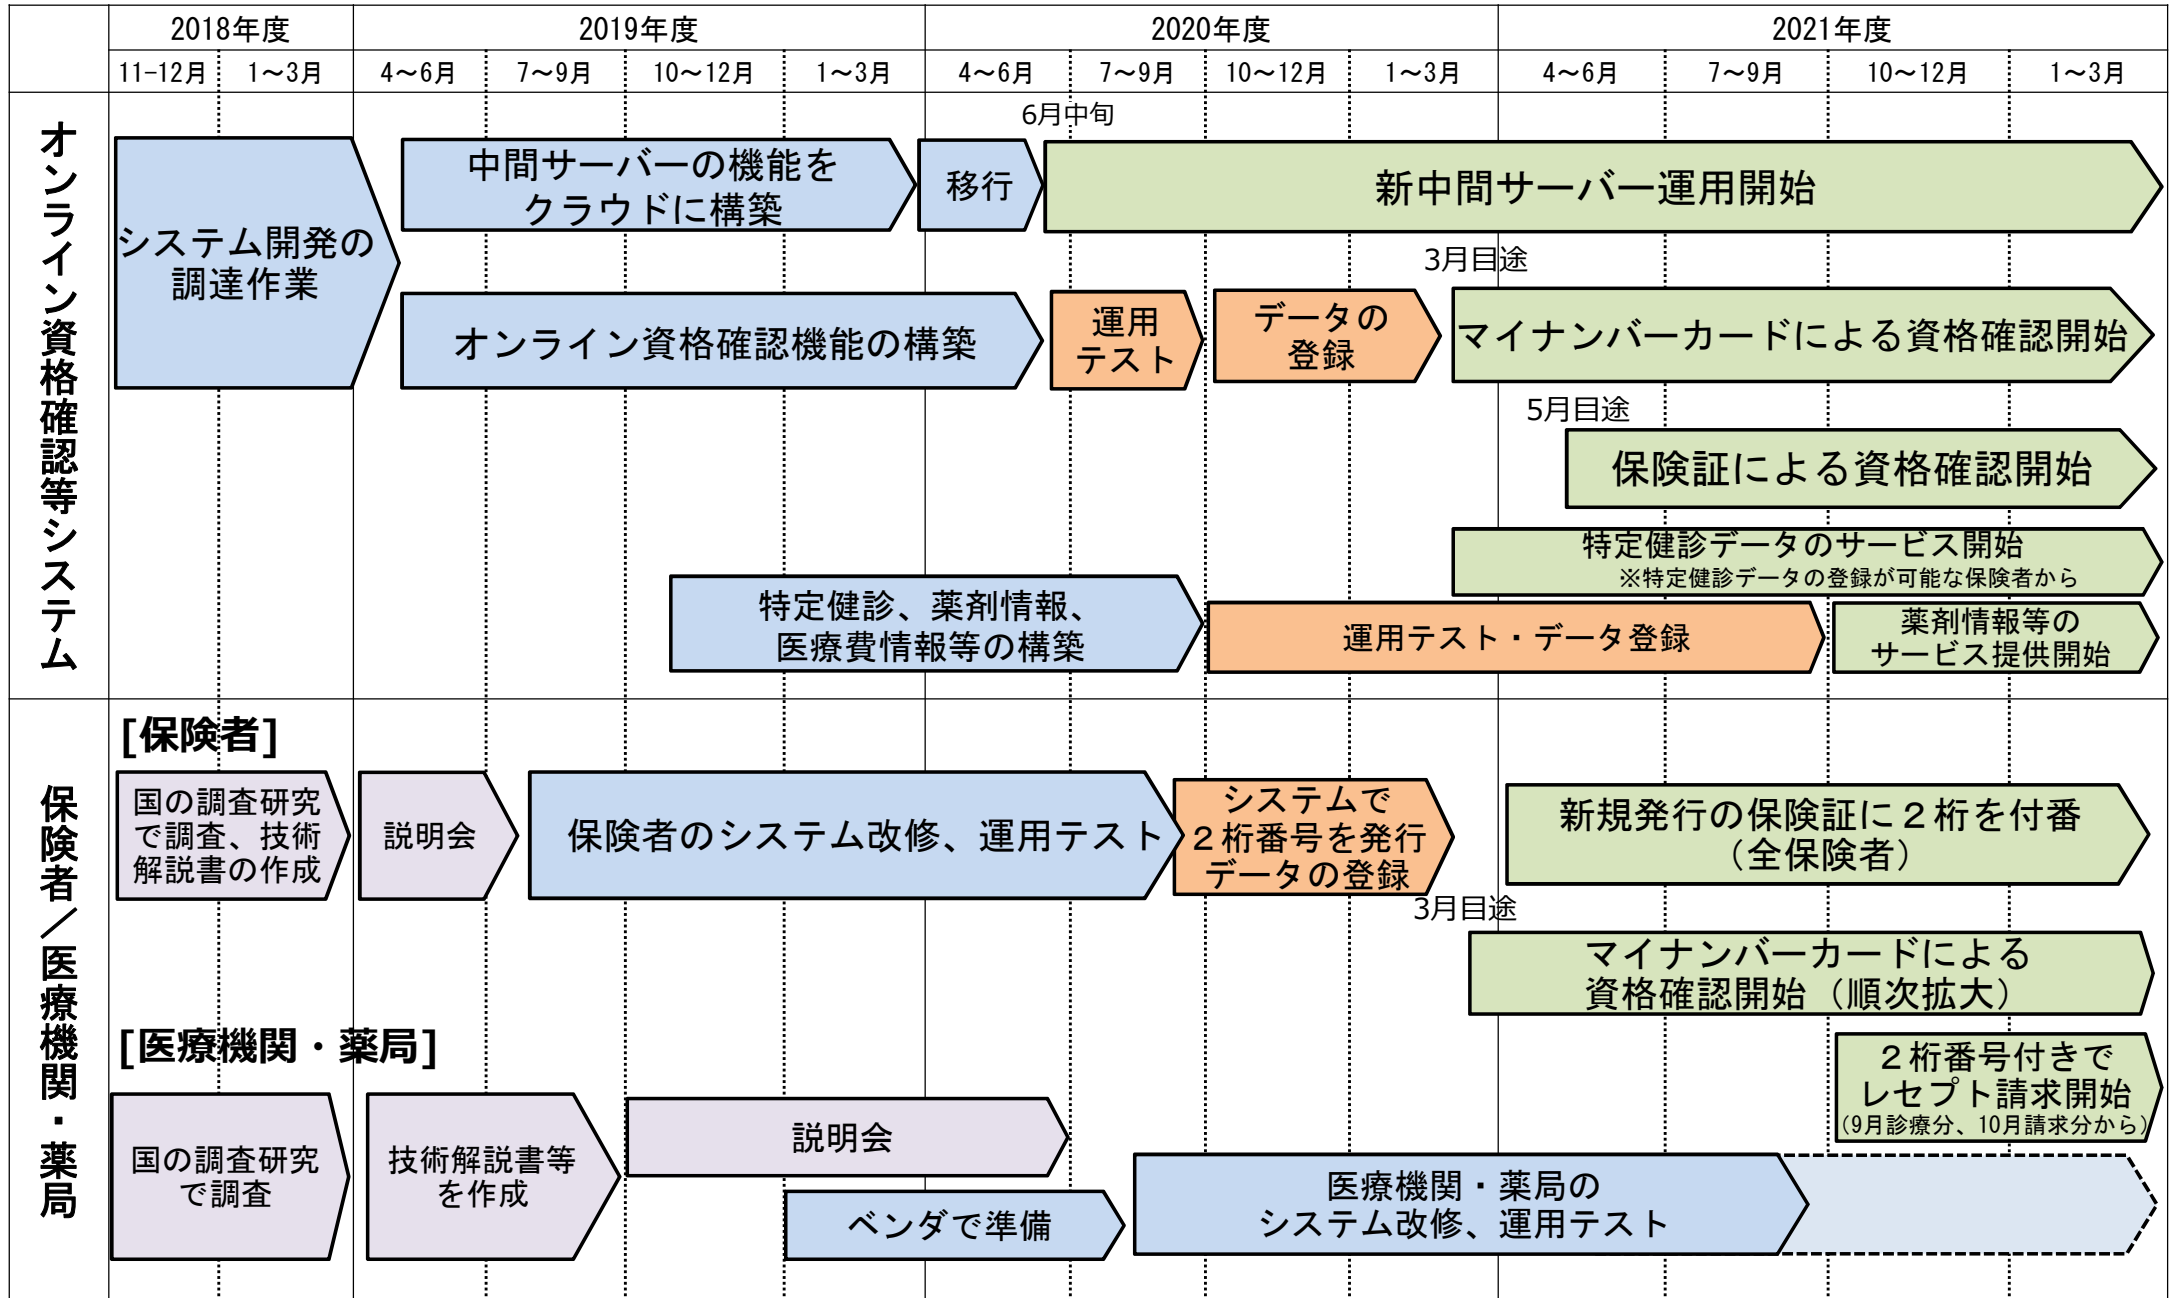 2018年度
2019年度
2020年度
2021年度
11-12月
1～3月
4～6月
7～9月
10～12月
1～3月
4～6月
7～9月
10～12月
1～3月
4～6月
7～9月
10～12月
1～3月
オンライン資格確認等システム
6月中旬
システム開発の
調達作業
中間サーバーの機能を
クラウドに構築
移行
新中間サーバー運用開始
3月目途
オンライン資格確認機能の構築
運用
テスト
データの
登録
マイナンバーカードによる資格確認開始
5月目途
保険証による資格確認開始
特定健診データのサービス開始
※特定健診データの登録が可能な保険者から
特定健診、薬剤情報、
医療費情報等の構築
運用テスト・データ登録
薬剤情報等の
サービス提供開始
保険者／医療機関・薬局
[保険者]
国の調査研究
で調査、技術
解説書の作成
説明会
保険者のシステム改修、運用テスト
システムで
２桁番号を発行
データの登録
新規発行の保険証に２桁を付番
（全保険者）
3月目途
マイナンバーカードによる
資格確認開始（順次拡大）
[医療機関・薬局]
２桁番号付きで
レセプト請求開始
(9月診療分、10月請求分から)
国の調査研究
で調査
技術解説書等
を作成
説明会
ベンダで準備
医療機関・薬局の
システム改修、運用テスト